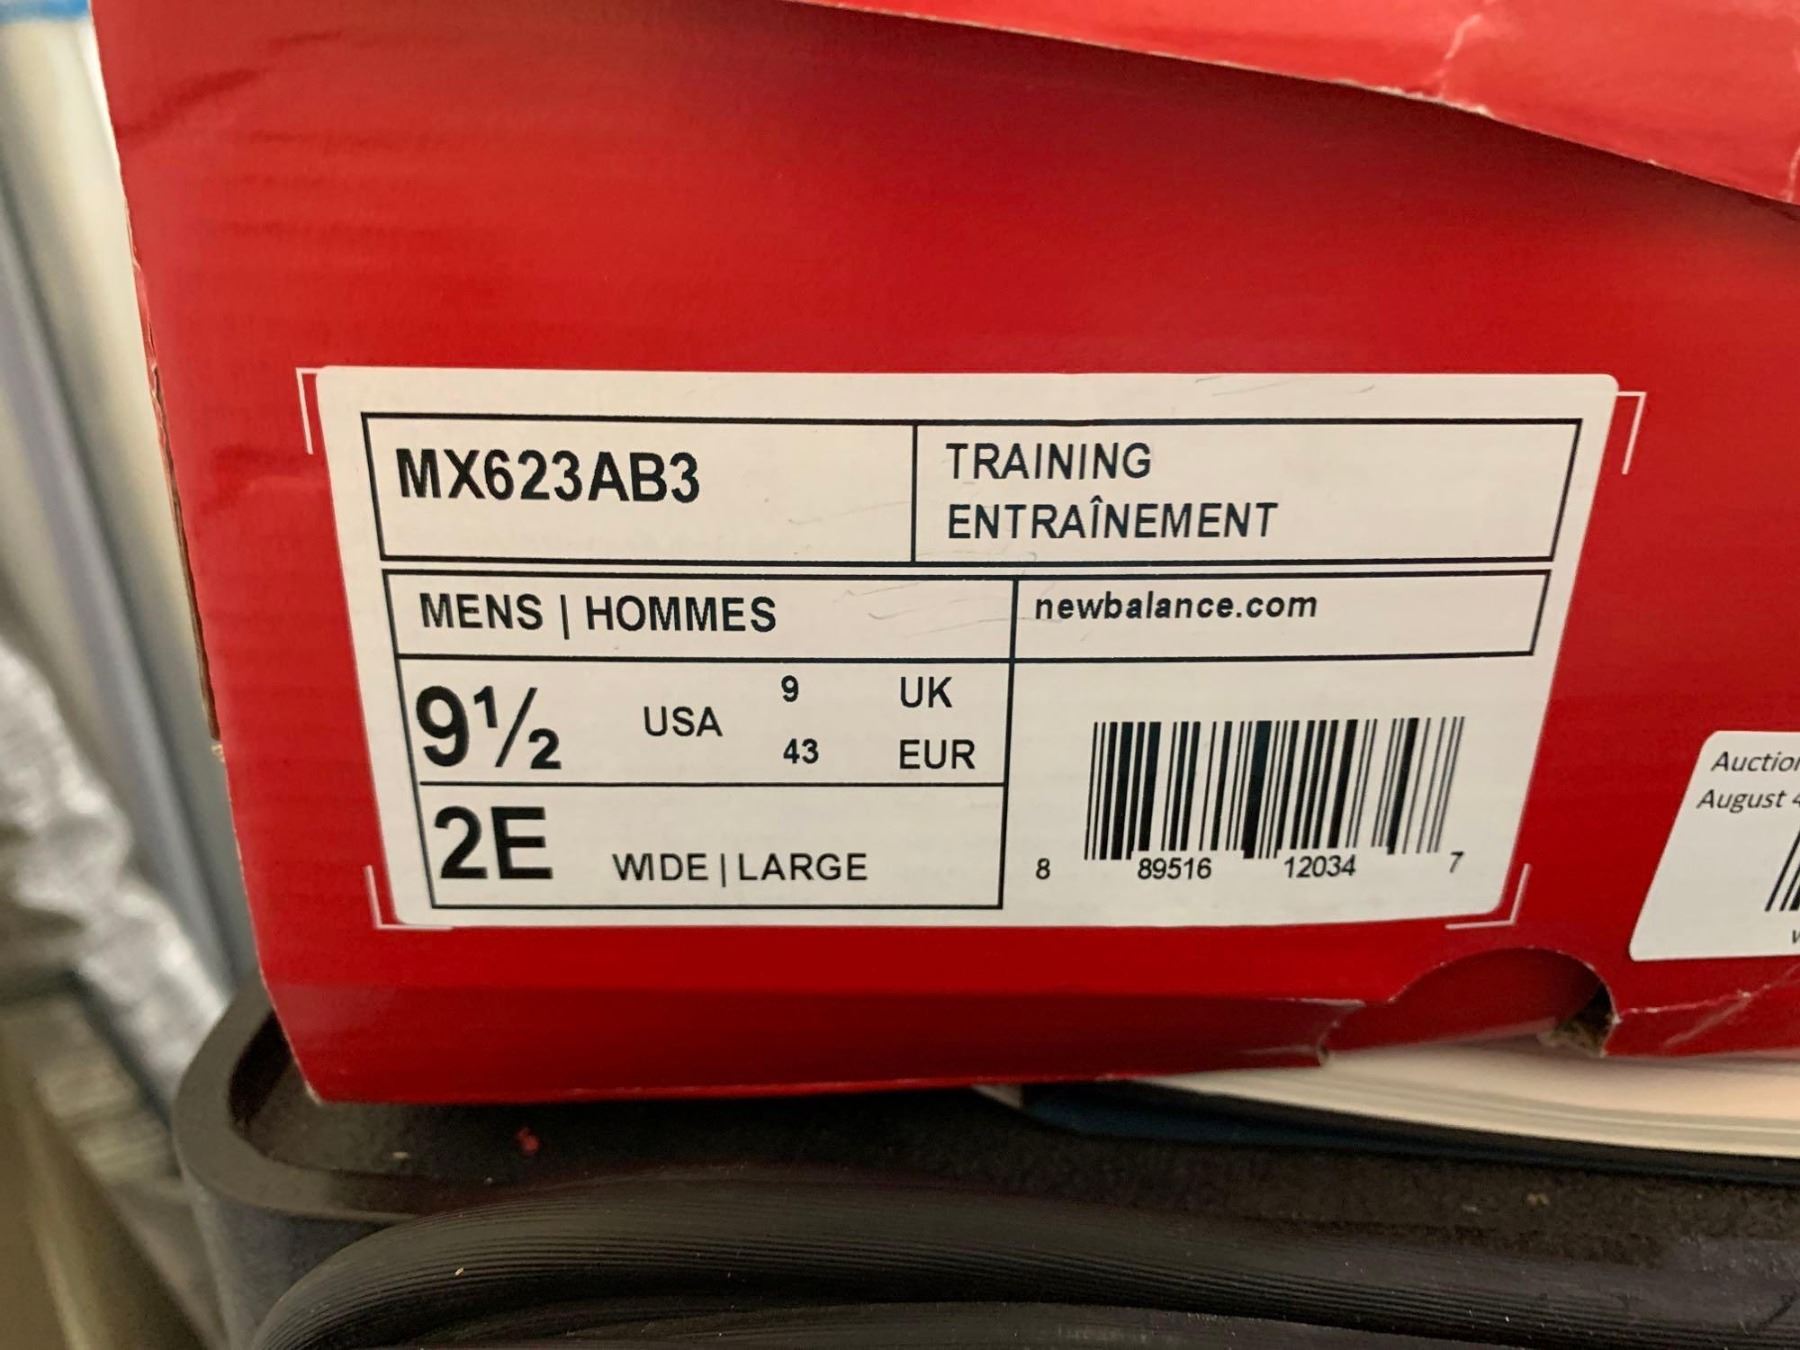 MX623AB3
TRAINING
ENTRAÎNEMENT
MENS | HOMMES
newbalance.com
9½ USA 9 UK
43 EUR
2E WIDE | LARGE
8 89516 12034 7
August